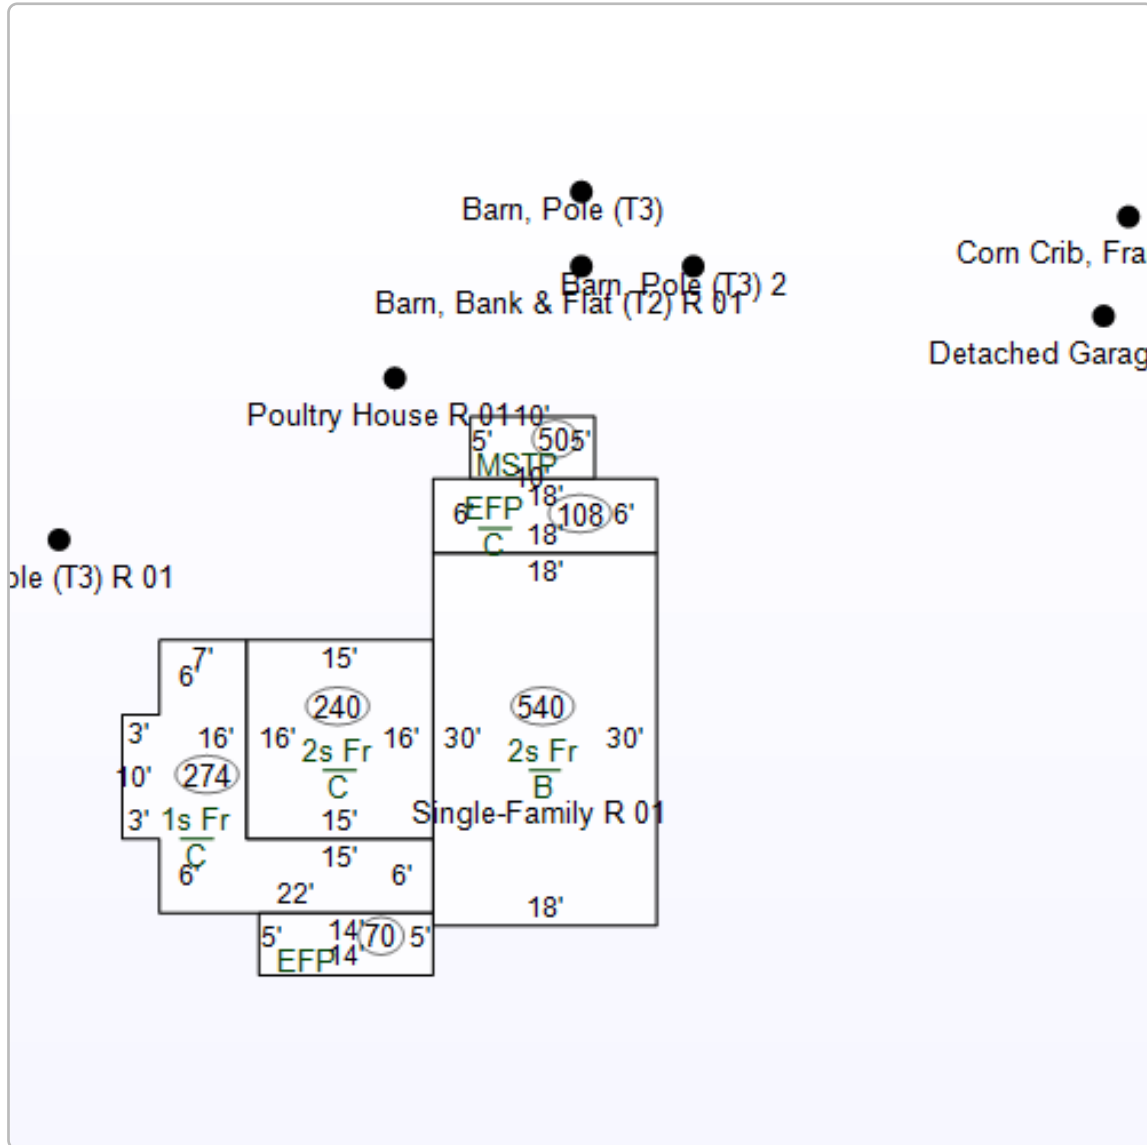 Barn, Pole (T3)
Corn Crib, Fra
Barn, Pole (T3) 2
Barn, Bank & Flat (T2) R 01
Detached Garag
Poultry House R 01
10'
5'
50
5'
MSTP
10'
18'
EFP
6'
108
6'
18'
C
18'
ole (T3) R 01
7'
15'
6'
240
540
3'
16'
16'
16'
30'
30'
2s Fr
2s Fr
10'
274
C
B
3'
1s Fr
15'
Single-Family R 01
C
15'
6'
6'
22'
18'
5'
14'
70
5'
EFP
14'